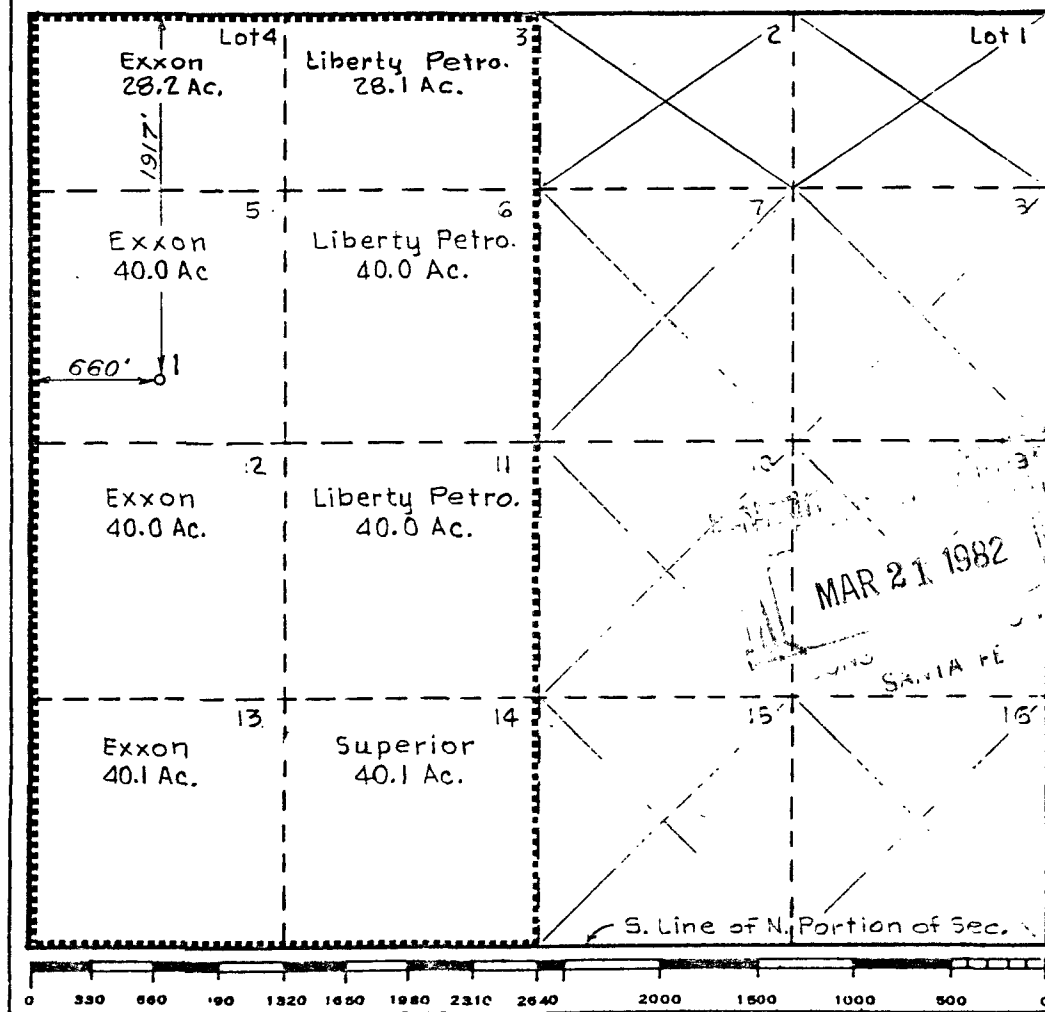 Lot 4 3 2 Lot 1
Exxon Liberty Petro.
28.2 Ac. 28.1 Ac.
1917'
5 6 7
Exxon Liberty Petro.
40.0 Ac 40.0 Ac.
660' 1
12 11
Exxon Liberty Petro.
40.0 Ac. 40.0 Ac.
MAR 21 1982
SANTA FE
13 14 15 16
Exxon Superior
40.1 Ac. 40.1 Ac.
S. Line of N. Portion of Sec.
0 330 660 1320 1650 1980 2310 2640 2000 1500 1000 500 0